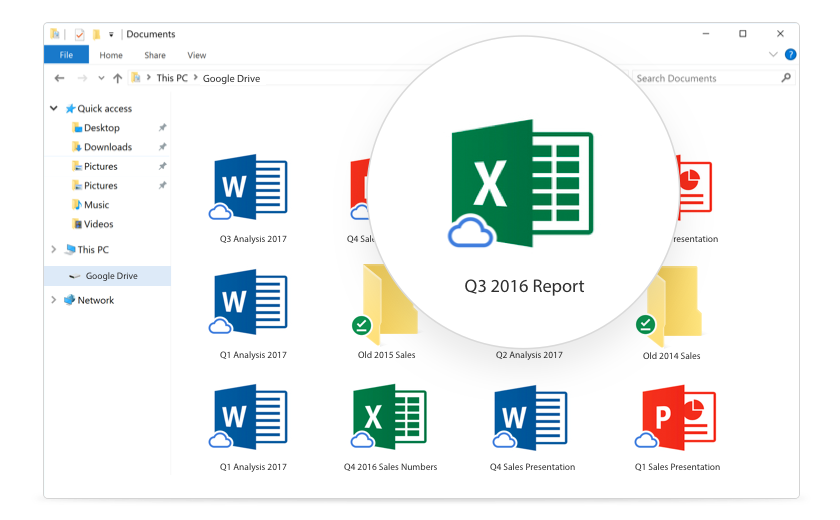 Documents
File Home Share View
This PC Google Drive
Search Documents
Quick access
Desktop
Downloads
Pictures
Pictures
Music
Videos
This PC
Google Drive
Network
W
X
Q3 Analysis 2017
Q4 Sale
resentation
Q3 2016 Report
W
Q1 Analysis 2017
Old 2015 Sales
Q2 Analysis 2017
Old 2014 Sales
W
X
W
P
Q1 Analysis 2017
Q4 2016 Sales Numbers
Q4 Sales Presentation
Q1 Sales Presentation